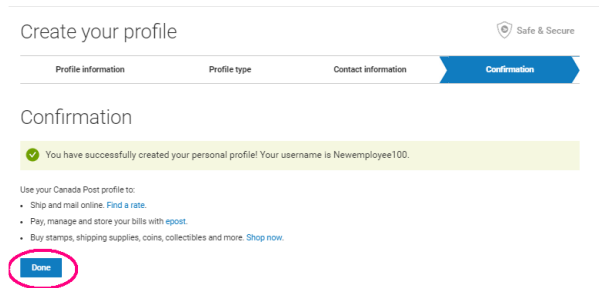 Create your profile
Safe & Secure
Profile information Profile type Contact information Confirmation
Confirmation
You have successfully created your personal profile! Your username is Newemployee100.
Use your Canada Post profile to:
• Ship and mail online. Find a rate.
• Pay, manage and store your bills with epost.
• Buy stamps, shipping supplies, coins, collectibles and more. Shop now.
Done